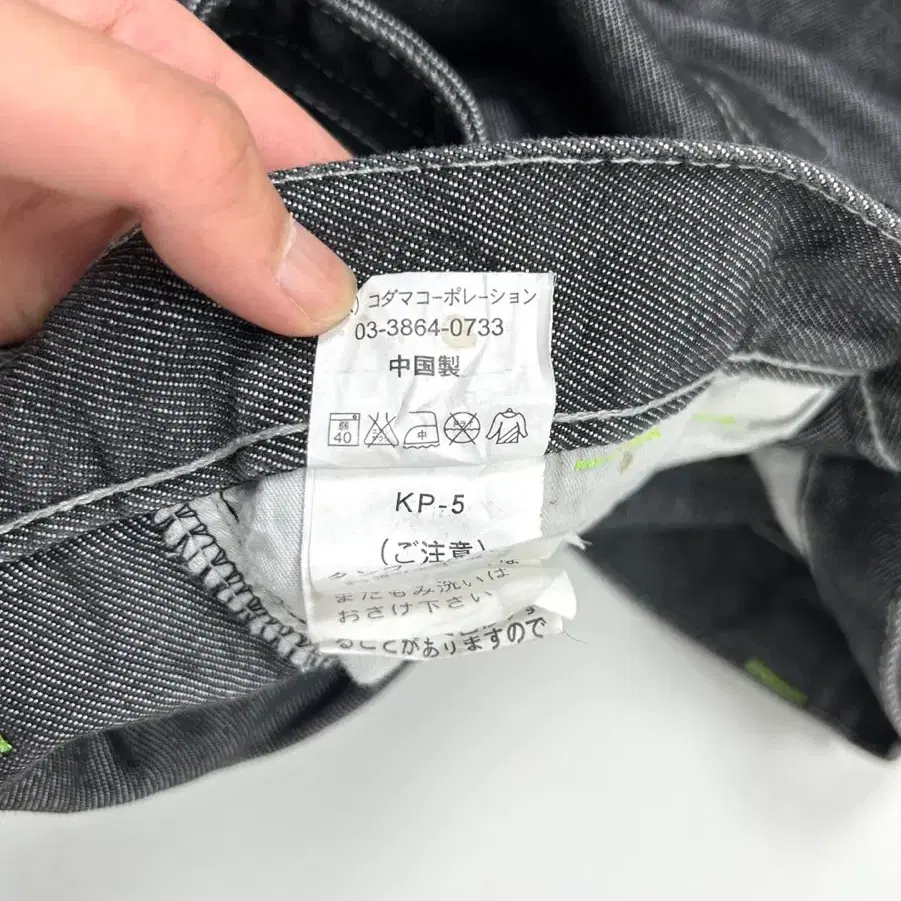 ) コダマコーポレーション
03-3864-0733
中国製
弱
40
中
KP-5
(ご注意)
またもみ洗いは
おさけ下さい
ることがありますので